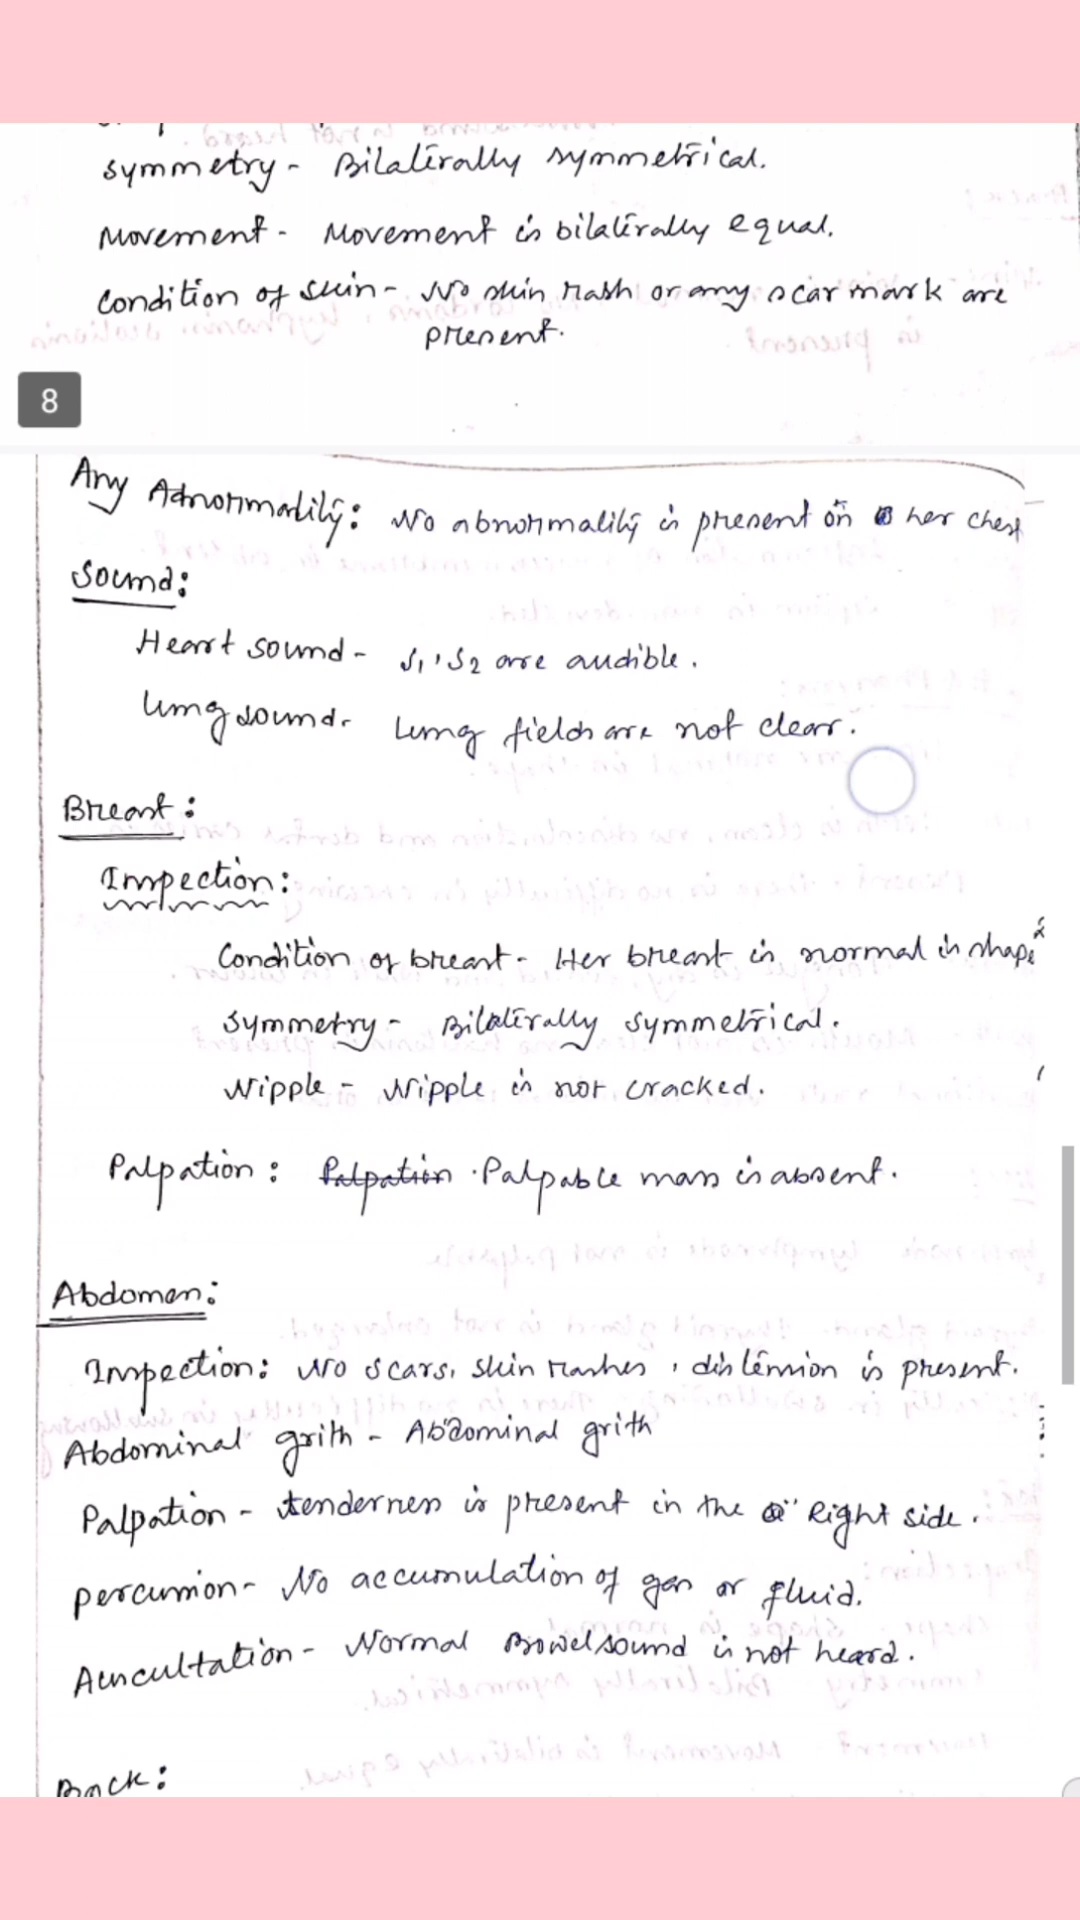 symmetry - Bilaterally symmetrical.
Movement - Movement is bilaterally equal.
Condition of skin - No skin rash or any scar mark are
present.
8
Any Adnormality: No abnormality is present on her chest
Sound:
Heart sound - S1, S2 are audible.
Lung sound - Lung fields are not clear.
Breast:
Inspection:
Condition of breast - Her breast is normal in shape
Symmetry - Bilaterally symmetrical.
Nipple - Nipple is not cracked.
Palpation: Palpation . Palpable mass is absent.
Abdomen:
Inspection: No scars, skin rashes, distension is present.
Abdominal grith - Abdominal grith
Palpation - tenderness is present in the Right side.
percussion - No accumulation of gas or fluid.
Auscultation - Normal Bowel sound is not heard.
Back: